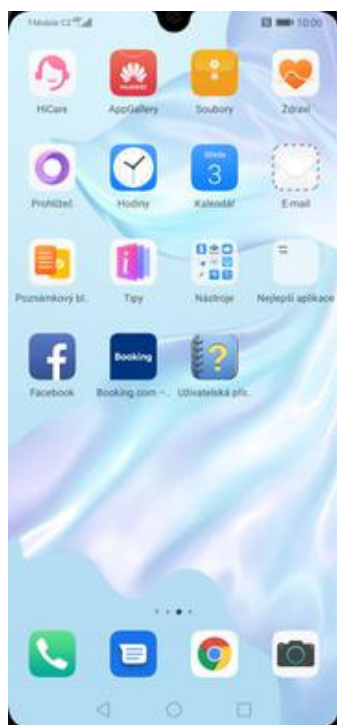 T-Mobile CZ 10:00
HiCare AppGallery Soubory Zdraví
Středa
3
Prohlížeč Hodiny Kalendář E-mail
Poznámkový bl.. Tipy Nástroje Nejlepší aplikace
Booking
Facebook Booking.com –.. Uživatelská přír..